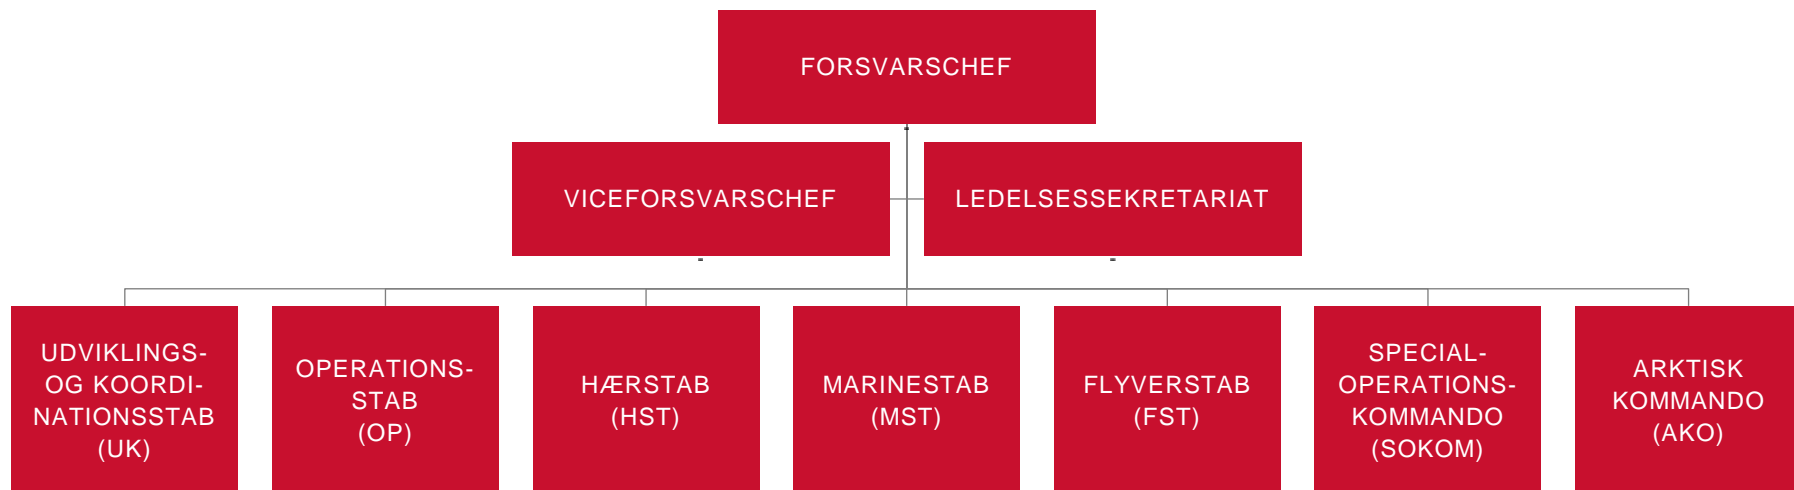 FORSVARSCHEF
VICEFORSVARSCHEF
LEDELSESSEKRETARIAT
UDVIKLINGS-
OG KOORDI-
NATIONSSTAB
(UK)
OPERATIONS-
STAB
(OP)
HÆRSTAB
(HST)
MARINESTAB
(MST)
FLYVERSTAB
(FST)
SPECIAL-
OPERATIONS-
KOMMANDO
(SOKOM)
ARKTISK
KOMMANDO
(AKO)